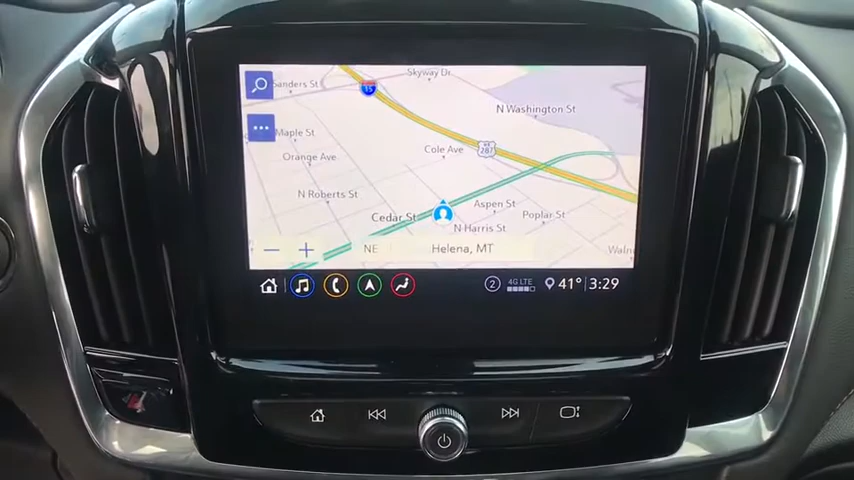 Sanders St
Skyway Dr
15
N Washington St
Maple St
Cole Ave
287
Orange Ave
N Roberts St
Aspen St
Cedar St
Poplar St
N Harris St
NE
Helena, MT
2
4G LTE
41°
3:29